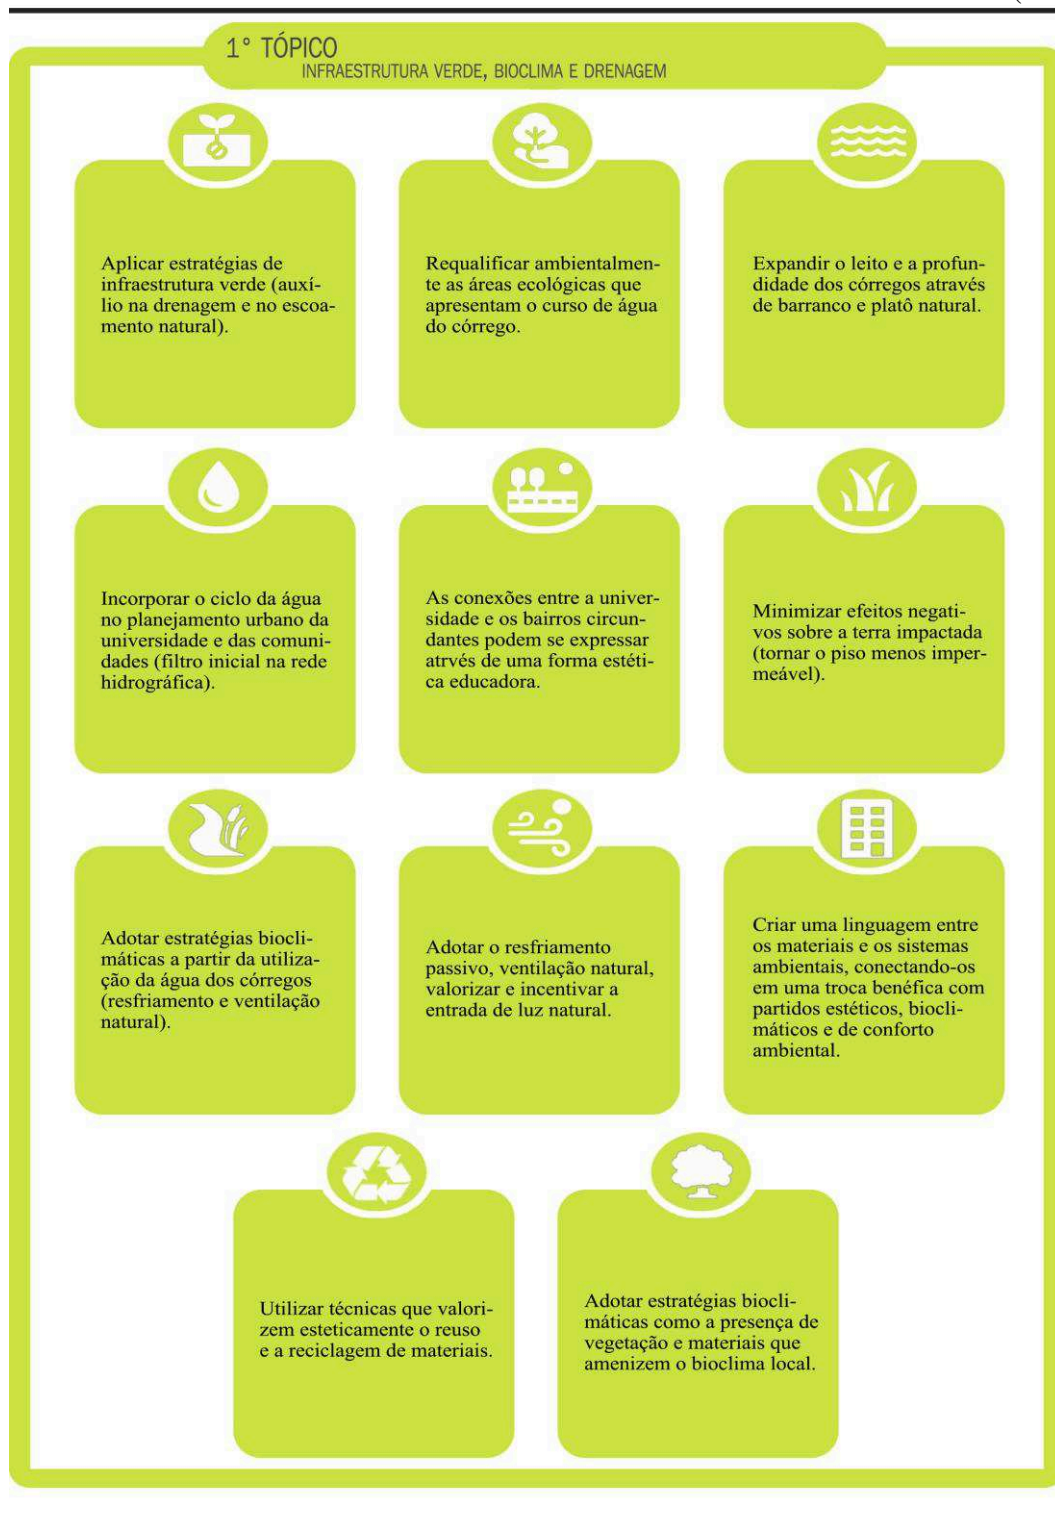 1° TÓPICO
INFRAESTRUTURA VERDE, BIOCLIMA E DRENAGEM
Aplicar estratégias de
infraestrutura verde (auxí-
lio na drenagem e no escoa-
mento natural).
Requalificar ambientalmen-
te as áreas ecológicas que
apresentam o curso de água
do córrego.
Expandir o leito e a profun-
didade dos córregos através
de barranco e platô natural.
Incorporar o ciclo da água
no planejamento urbano da
universidade e das comuni-
dades (filtro inicial na rede
hidrográfica).
As conexões entre a univer-
sidade e os bairros circun-
dantes podem se expressar
atrvés de uma forma estéti-
ca educadora.
Minimizar efeitos negati-
vos sobre a terra impactada
(tornar o piso menos imper-
meável).
Adotar estratégias biocli-
máticas a partir da utiliza-
ção da água dos córregos
(resfriamento e ventilação
natural).
Adotar o resfriamento
passivo, ventilação natural,
valorizar e incentivar a
entrada de luz natural.
Criar uma linguagem entre
os materiais e os sistemas
ambientais, conectando-os
em uma troca benéfica com
partidos estéticos, biocli-
máticos e de conforto
ambiental.
Utilizar técnicas que valori-
zem esteticamente o reuso
e a reciclagem de materiais.
Adotar estratégias biocli-
máticas como a presença de
vegetação e materiais que
amenizem o bioclima local.